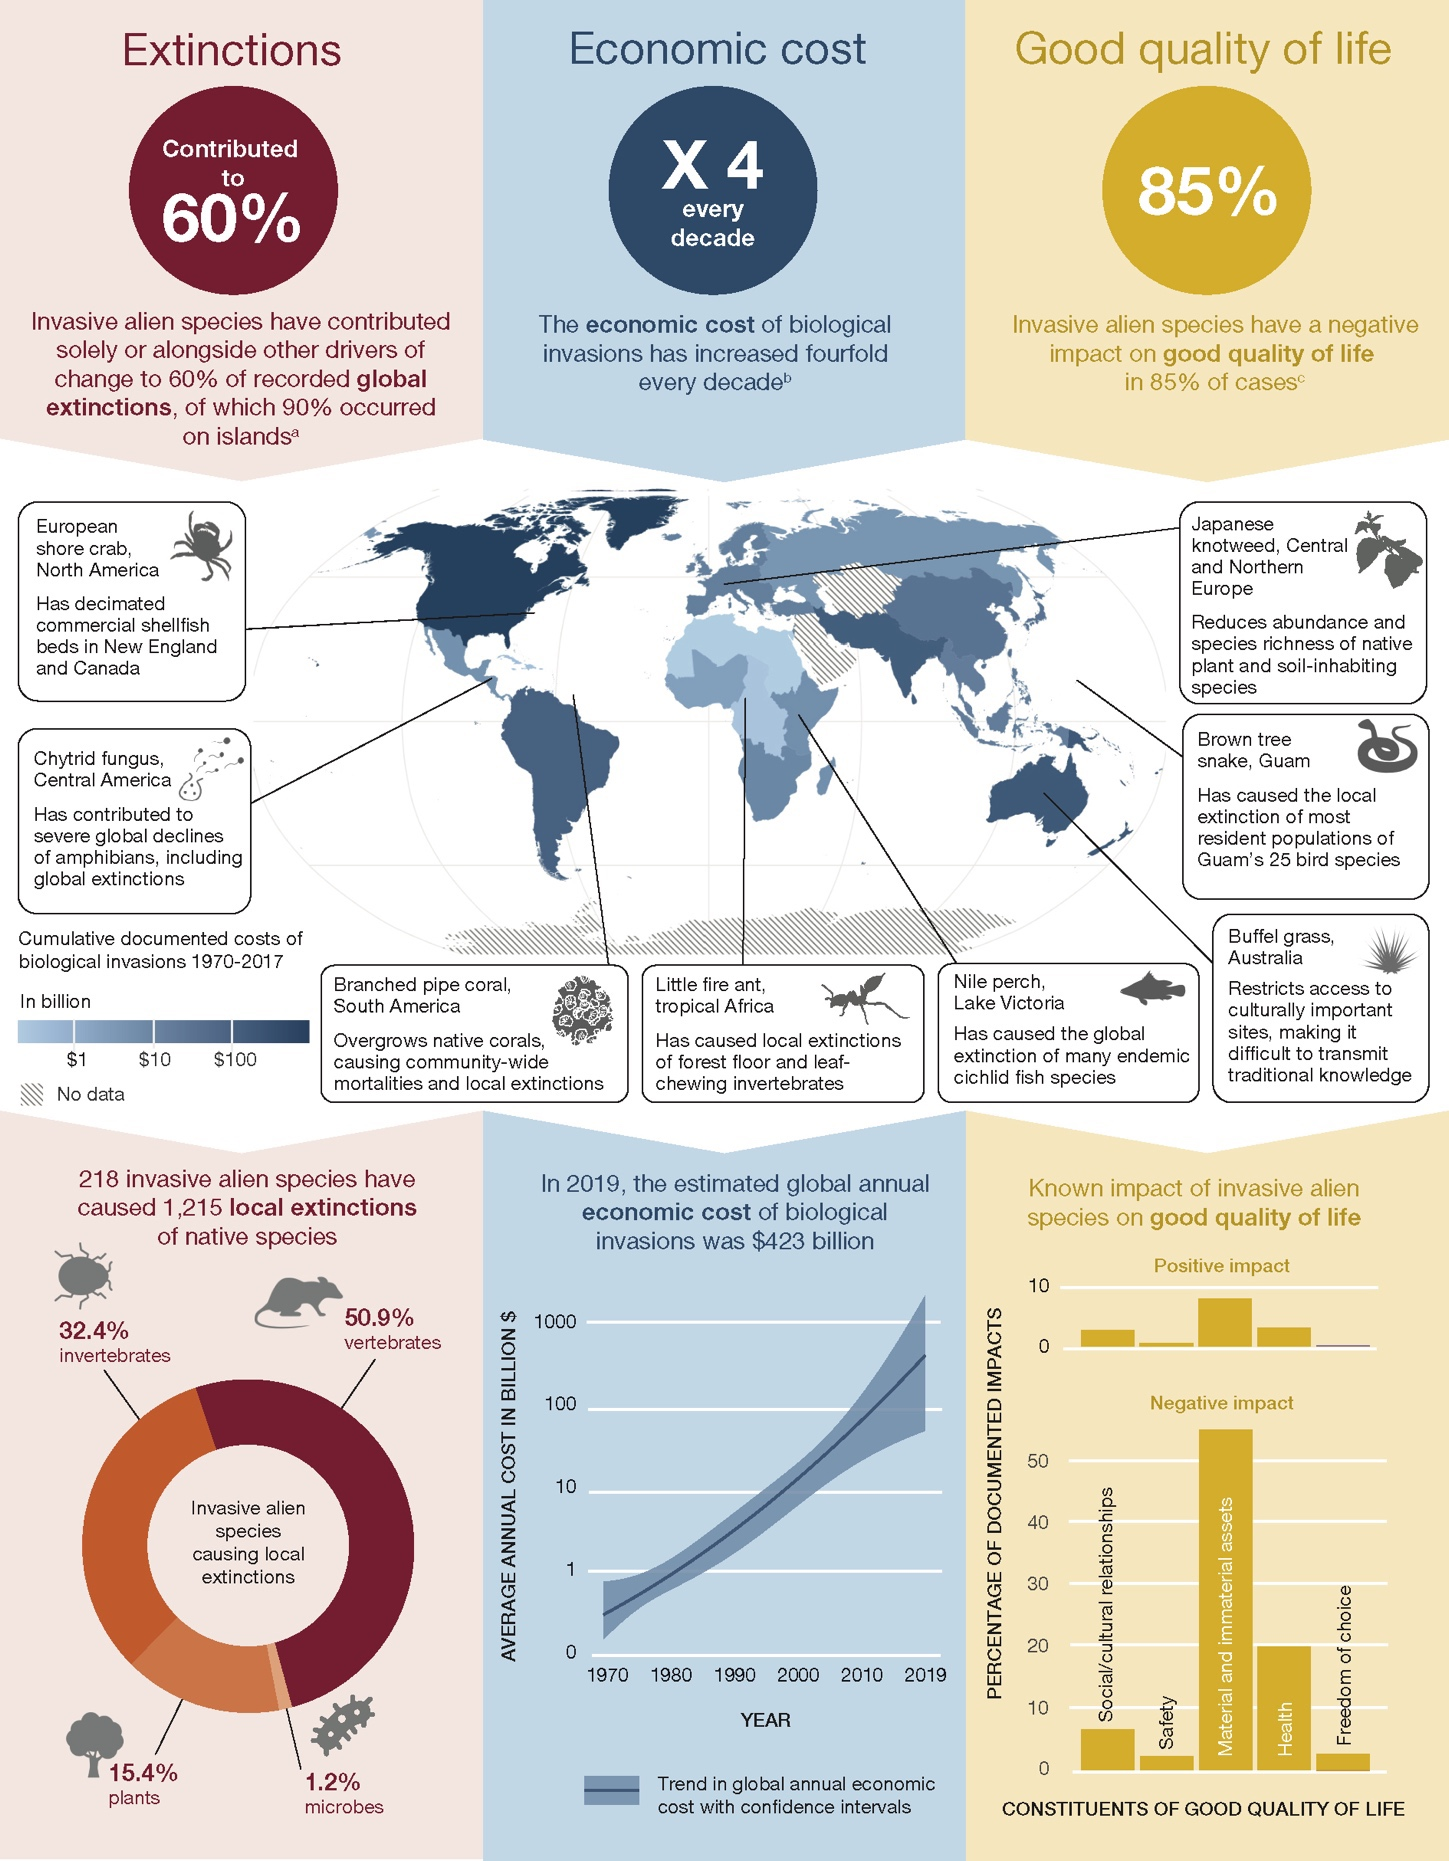 Extinctions
Contributed
to
60%
Invasive alien species have contributed
solely or alongside other drivers of
change to 60% of recorded global
extinctions, of which 90% occurred
on islandsᵃ
Economic cost
X 4
every
decade
The economic cost of biological
invasions has increased fourfold
every decadeᵇ
Good quality of life
85%
Invasive alien species have a negative
impact on good quality of life
in 85% of casesᶜ
European
shore crab,
North America
Has decimated
commercial shellfish
beds in New England
and Canada
Chytrid fungus,
Central America
Has contributed to
severe global declines
of amphibians, including
global extinctions
Japanese
knotweed, Central
and Northern
Europe
Reduces abundance and
species richness of native
plant and soil-inhabiting
species
Brown tree
snake, Guam
Has caused the local
extinction of most
resident populations of
Guam's 25 bird species
Cumulative documented costs of
biological invasions 1970-2017
In billion
$1 $10 $100
No data
Branched pipe coral,
South America
Overgrows native corals,
causing community-wide
mortalities and local extinctions
Little fire ant,
tropical Africa
Has caused local extinctions
of forest floor and leaf-
chewing invertebrates
Nile perch,
Lake Victoria
Has caused the global
extinction of many endemic
cichlid fish species
Buffel grass,
Australia
Restricts access to
culturally important
sites, making it
difficult to transmit
traditional knowledge
218 invasive alien species have
caused 1,215 local extinctions
of native species
32.4%
invertebrates
50.9%
vertebrates
Invasive alien
species
causing local
extinctions
15.4%
plants
1.2%
microbes
In 2019, the estimated global annual
economic cost of biological
invasions was $423 billion
AVERAGE ANNUAL COST IN BILLION $
1000
100
10
1
0
1970 1980 1990 2000 2010 2019
YEAR
Trend in global annual economic
cost with confidence intervals
Known impact of invasive alien
species on good quality of life
PERCENTAGE OF DOCUMENTED IMPACTS
Positive impact
10
0
Negative impact
50
40
30
20
10
0
Social/cultural relationships
Safety
Material and immaterial assets
Health
Freedom of choice
CONSTITUENTS OF GOOD QUALITY OF LIFE